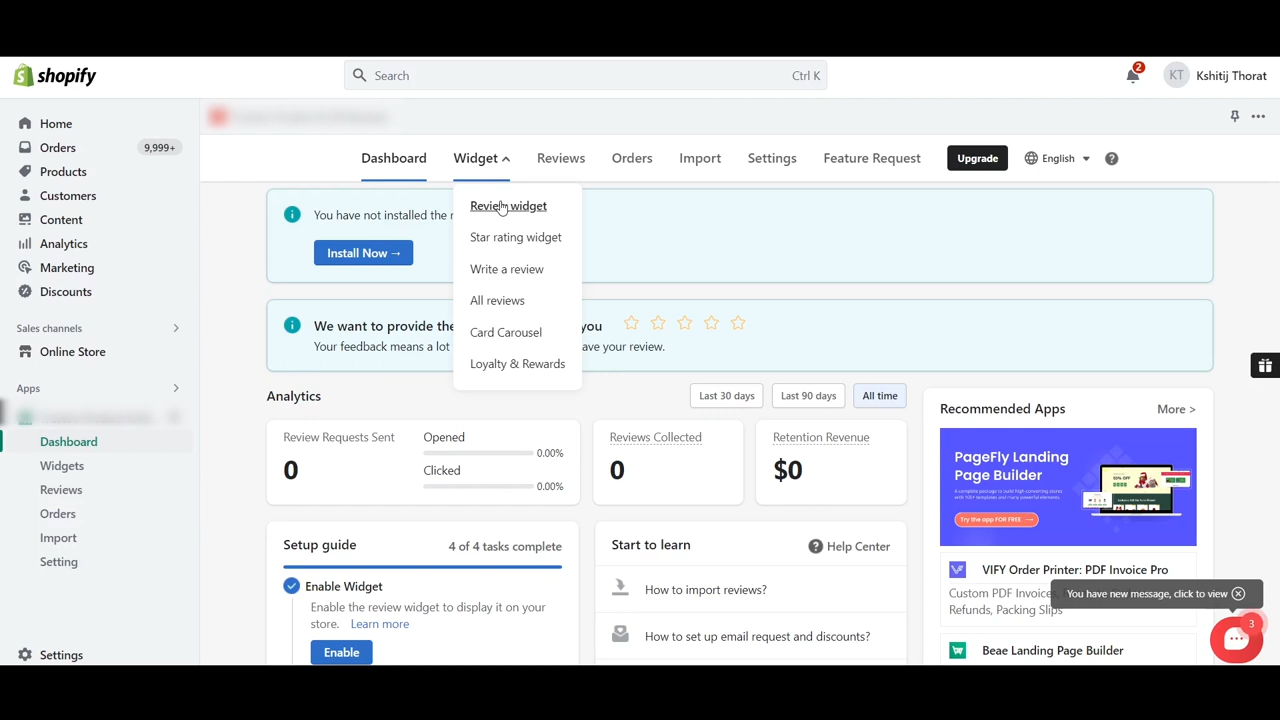 shopify
Search
Ctrl K
2
KT
Kshitij Thorat
Home
Orders
9,999+
Products
Customers
Content
Analytics
Marketing
Discounts
Sales channels
Online Store
Apps
Dashboard
Widgets
Reviews
Orders
Import
Setting
Settings
Dashboard
Widget
Reviews
Orders
Import
Settings
Feature Request
Upgrade
English
Review widget
Star rating widget
Write a review
All reviews
Card Carousel
Loyalty & Rewards
You have not installed the
Install Now →
We want to provide the
you
Your feedback means a lot
ave your review.
Analytics
Last 30 days
Last 90 days
All time
Review Requests Sent
0
Opened
0.00%
Clicked
0.00%
Reviews Collected
0
Retention Revenue
$0
Setup guide
4 of 4 tasks complete
Enable Widget
Enable the review widget to display it on your
store. Learn more
Enable
Start to learn
Help Center
How to import reviews?
How to set up email request and discounts?
Recommended Apps
More >
PageFly Landing
Page Builder
Try the app FOR FREE →
VIFY Order Printer: PDF Invoice Pro
Custom PDF Invoices,
Refunds, Packing Slips
You have new message, click to view
3
Beae Landing Page Builder